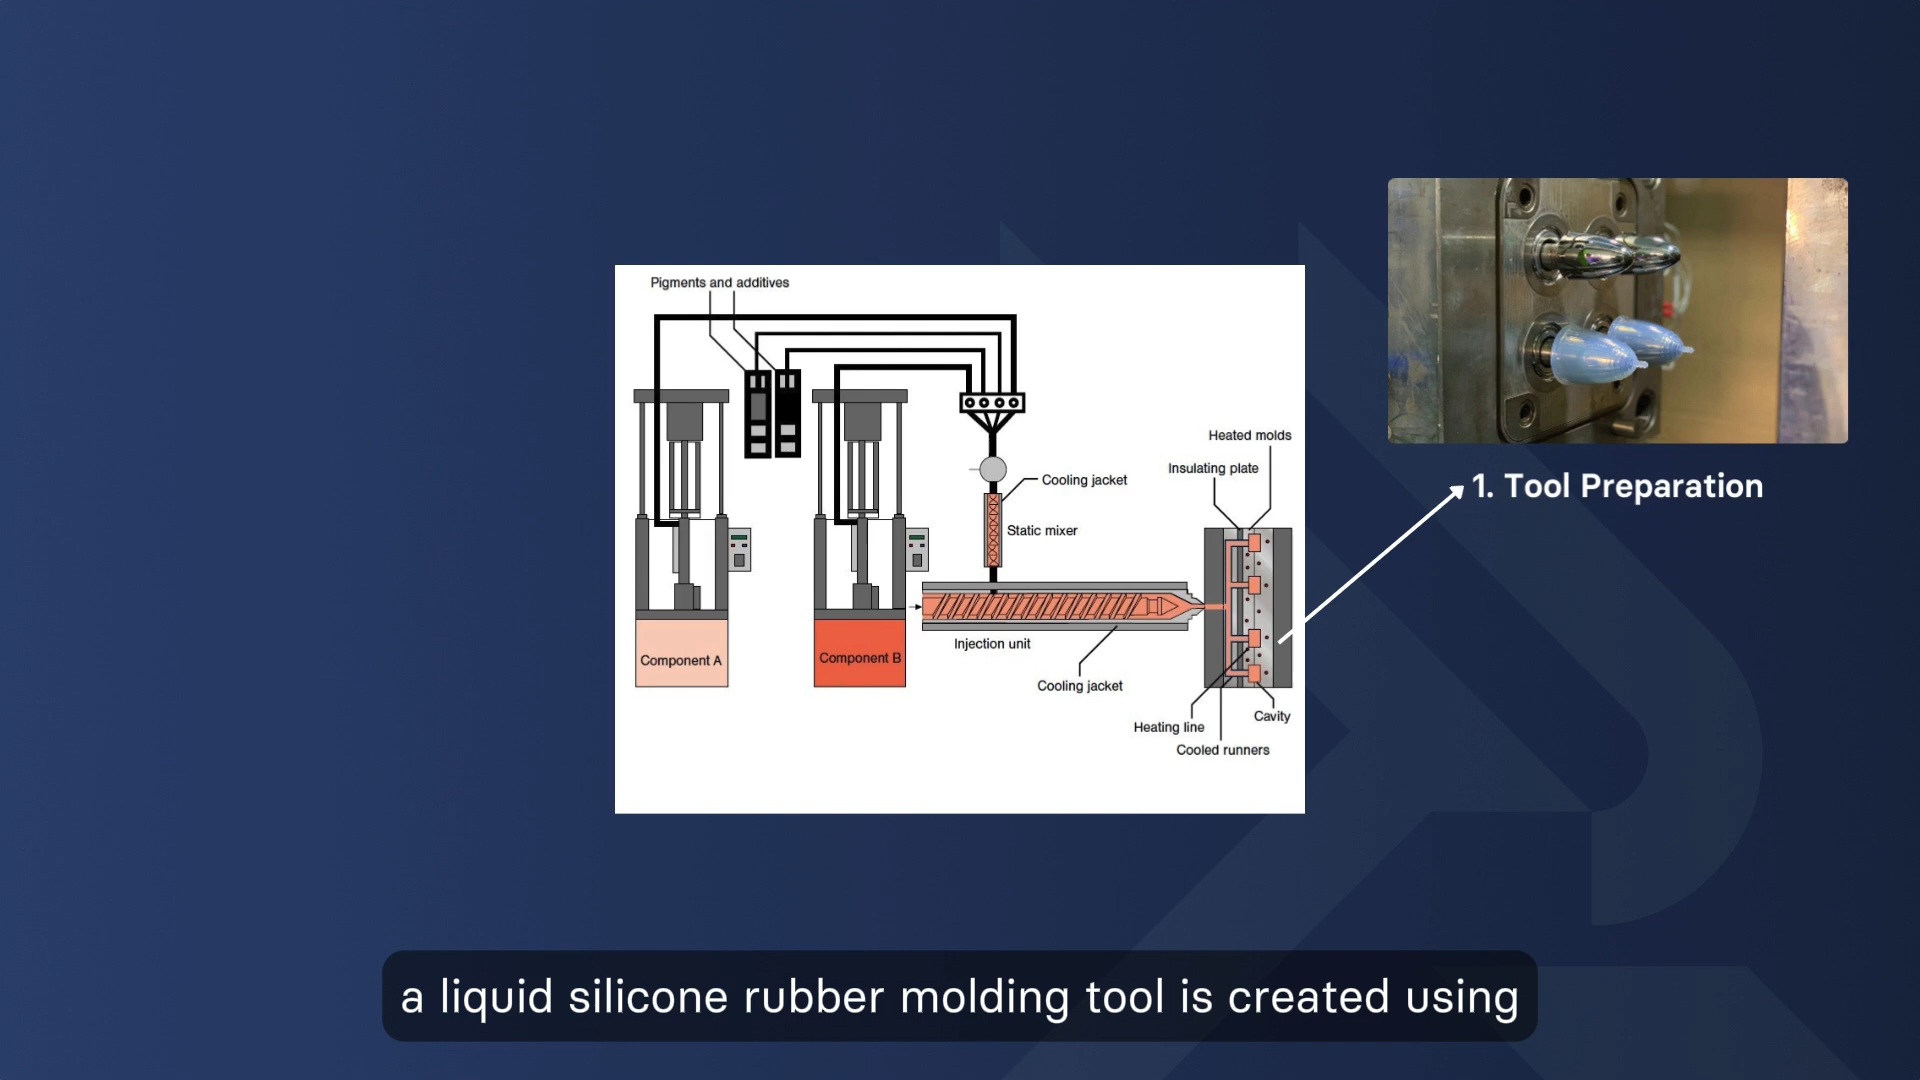 Pigments and additives
Heated molds
Insulating plate
Cooling jacket
1. Tool Preparation
Static mixer
Injection unit
Component A
Component B
Cooling jacket
Cavity
Heating line
Cooled runners
a liquid silicone rubber molding tool is created using